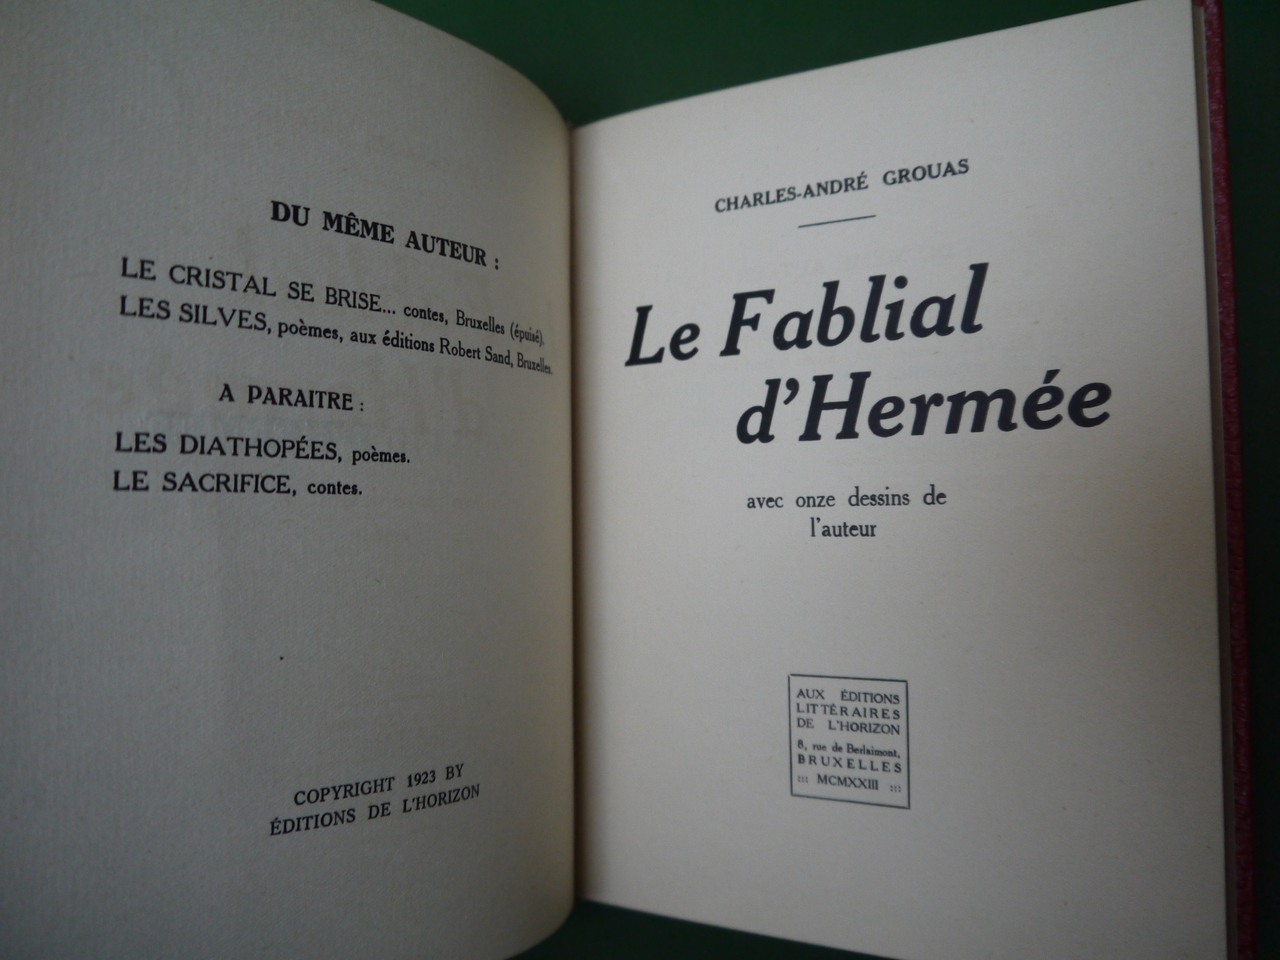 DU MÊME AUTEUR :
LE CRISTAL SE BRISE... contes, Bruxelles (épuisé).
LES SILVES, poèmes, aux éditions Robert Sand, Bruxelles.
A PARAITRE :
LES DIATHOPÉES, poèmes.
LE SACRIFICE, contes.
COPYRIGHT 1923 BY
ÉDITIONS DE L'HORIZON
CHARLES-ANDRÉ GROUAS
Le Fablial
d'Hermée
avec onze dessins de
l'auteur
AUX ÉDITIONS
LITTÉRAIRES
DE L'HORIZON
8, rue de Berlaimont,
BRUXELLES
::: MCMXXIII :::